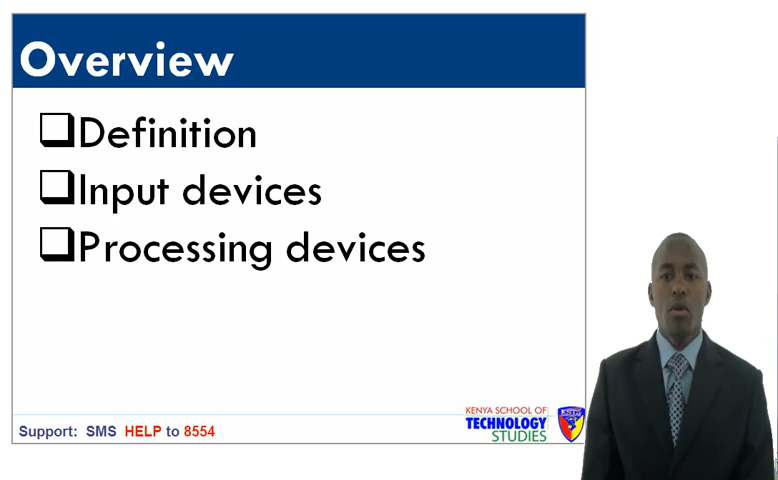 Overview
Definition
Input devices
Processing devices
KENYA SCHOOL OF
TECHNOLOGY
STUDIES
Support: SMS HELP to 8554